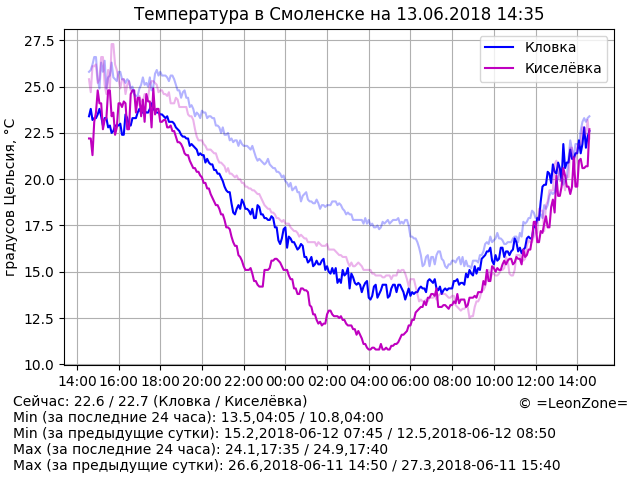 Температура в Смоленске на 13.06.2018 14:35
Кловка
Киселёвка
градусов Цельсия, °C
27.5
25.0
22.5
20.0
17.5
15.0
12.5
10.0
14:00 16:00 18:00 20:00 22:00 00:00 02:00 04:00 06:00 08:00 10:00 12:00 14:00
Сейчас: 22.6 / 22.7 (Кловка / Киселёвка)
© =LeonZone=
Min (за последние 24 часа): 13.5,04:05 / 10.8,04:00
Min (за предыдущие сутки): 15.2,2018-06-12 07:45 / 12.5,2018-06-12 08:50
Max (за последние 24 часа): 24.1,17:35 / 24.9,17:40
Max (за предыдущие сутки): 26.6,2018-06-11 14:50 / 27.3,2018-06-11 15:40